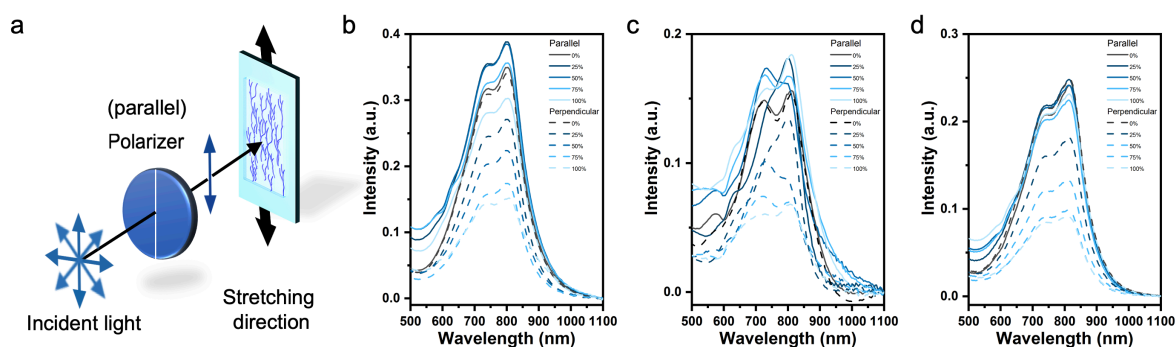 a
(parallel)
Polarizer
Incident light
Stretching
direction
b
Intensity (a.u.)
0.4
0.3
0.2
0.1
0.0
500 600 700 800 900 1000 1100
Wavelength (nm)
Parallel
0%
25%
50%
75%
100%
Perpendicular
0%
25%
50%
75%
100%
c
Intensity (a.u.)
0.2
0.1
0.0
500 600 700 800 900 1000 1100
Wavelength (nm)
Parallel
0%
25%
50%
75%
100%
Perpendicular
0%
25%
50%
75%
100%
d
Intensity (a.u.)
0.3
0.2
0.1
0.0
500 600 700 800 900 1000 1100
Wavelength (nm)
Parallel
0%
25%
50%
75%
100%
Perpendicular
0%
25%
50%
75%
100%